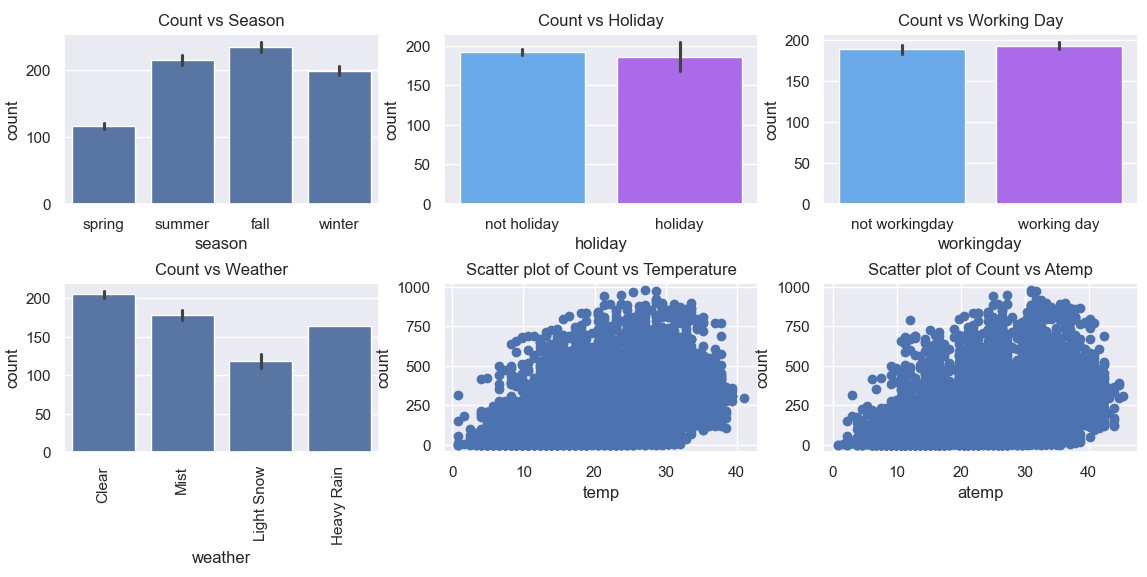 Count vs Season
200
100
0
count
spring summer fall winter
season
Count vs Holiday
200
150
100
50
0
count
not holiday holiday
holiday
Count vs Working Day
200
150
100
50
0
count
not workingday working day
workingday
Count vs Weather
200
150
100
50
0
count
Clear
Mist
Light Snow
Heavy Rain
weather
Scatter plot of Count vs Temperature
1000
750
500
250
0
count
0 10 20 30 40
temp
Scatter plot of Count vs Atemp
1000
750
500
250
0
count
0 10 20 30 40
atemp